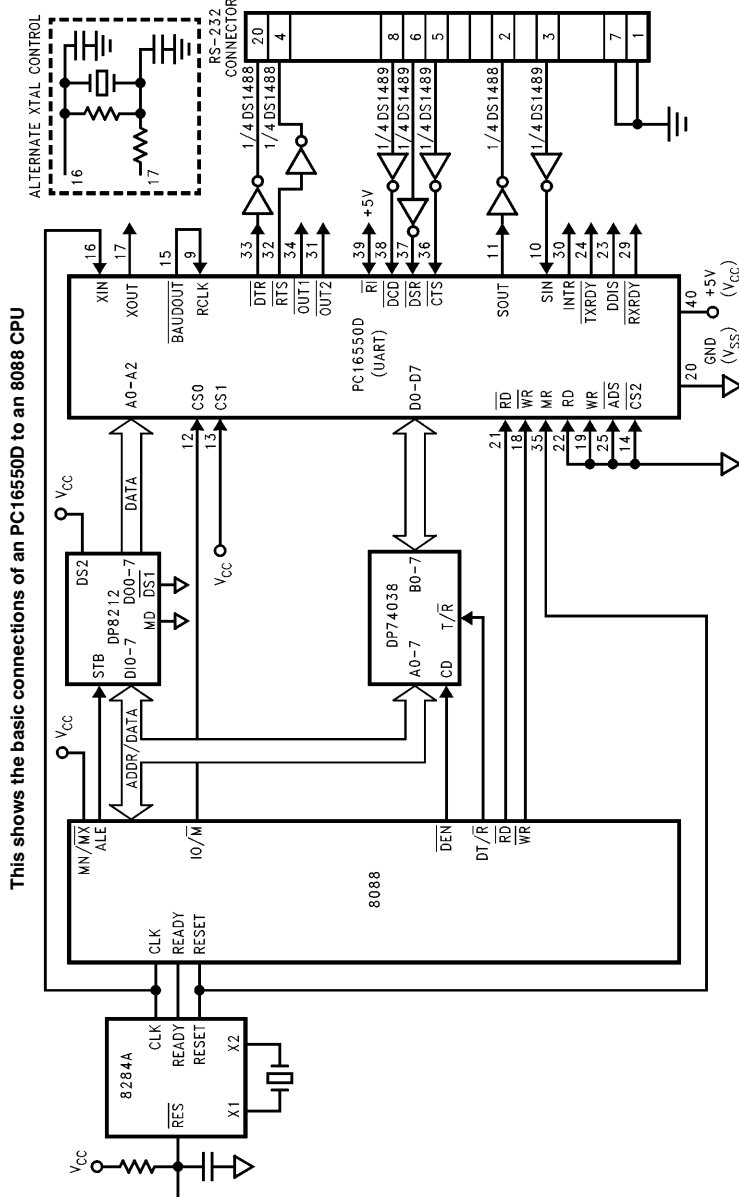 This shows the basic connections of an PC16550D to an 8088 CPU
ALTERNATE XTAL CONTROL
16
17
RS-232
CONNECTOR
20
4
8
6
5
2
3
7
1
1/4 DS1488
1/4 DS1488
1/4 DS1489
1/4 DS1489
1/4 DS1489
1/4 DS1488
1/4 DS1489
16
17
15
9
33
32
34
31
39
+5V
38
37
36
11
10
30
24
23
29
XIN
XOUT
BAUDOUT
RCLK
DTR
RTS
OUT1
OUT2
RI
DCD
DSR
CTS
SOUT
SIN
INTR
TXRDY
DDIS
RXRDY
PC16550D
(UART)
A0-A2
CS0
CS1
D0-D7
RD
WR
MR
RD
WR
ADS
CS2
12
13
21
18
35
22
19
25
14
20
GND
(VSS)
40
+5V
(VCC)
DATA
VCC
VCC
DS2
DP8212
DO0-7
DS1
MD
STB
DI0-7
DP74038
B0-7
T/R
A0-7
CD
VCC
ADDR/DATA
MN/MX
ALE
IO/M
DEN
DT/R
RD
WR
8088
CLK
READY
RESET
8284A
CLK
READY
RESET
RES
X1
X2
VCC